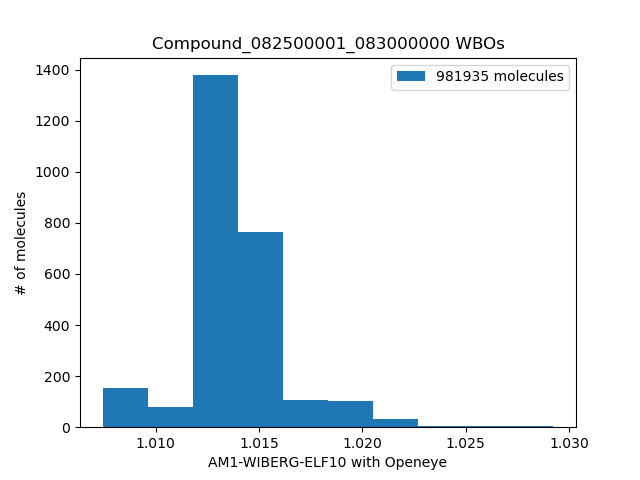 Compound_082500001_083000000 WBOs
981935 molecules
# of molecules
1400
1200
1000
800
600
400
200
0
1.010 1.015 1.020 1.025 1.030
AM1-WIBERG-ELF10 with Openeye